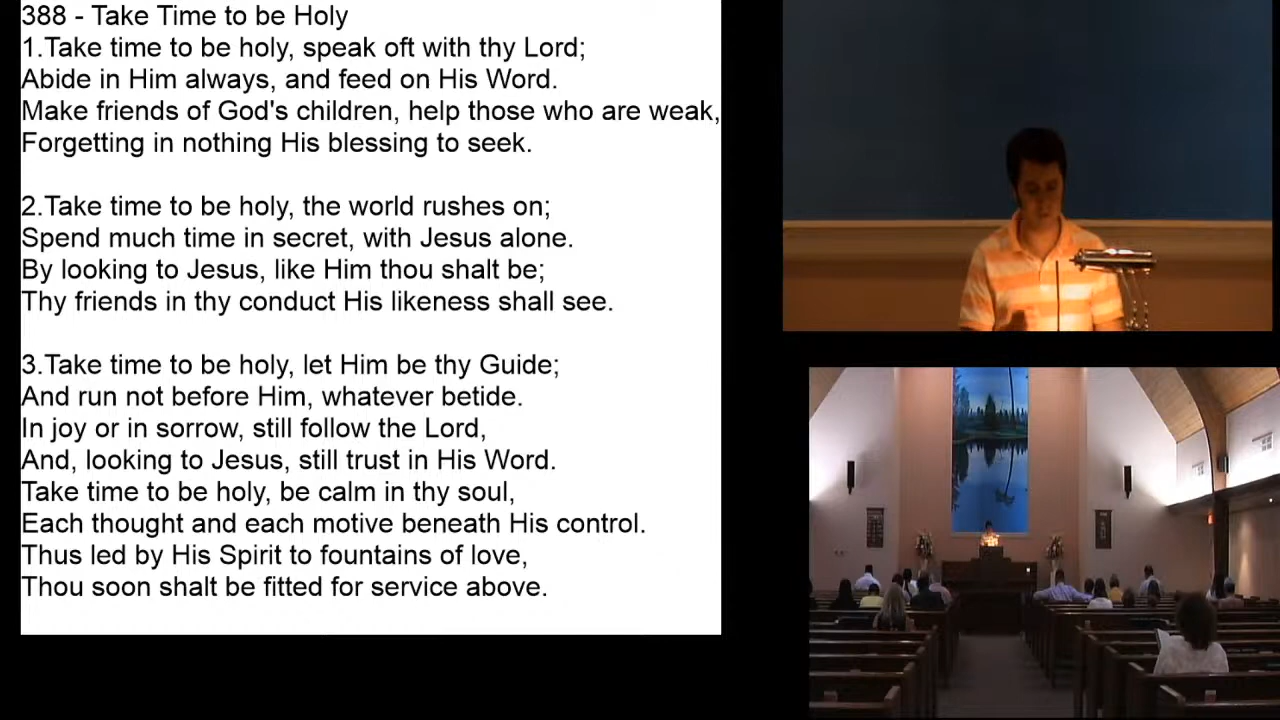 388 - Take Time to be Holy
1.Take time to be holy, speak oft with thy Lord;
Abide in Him always, and feed on His Word.
Make friends of God's children, help those who are weak,
Forgetting in nothing His blessing to seek.
2.Take time to be holy, the world rushes on;
Spend much time in secret, with Jesus alone.
By looking to Jesus, like Him thou shalt be;
Thy friends in thy conduct His likeness shall see.
3.Take time to be holy, let Him be thy Guide;
And run not before Him, whatever betide.
In joy or in sorrow, still follow the Lord,
And, looking to Jesus, still trust in His Word.
Take time to be holy, be calm in thy soul,
Each thought and each motive beneath His control.
Thus led by His Spirit to fountains of love,
Thou soon shalt be fitted for service above.